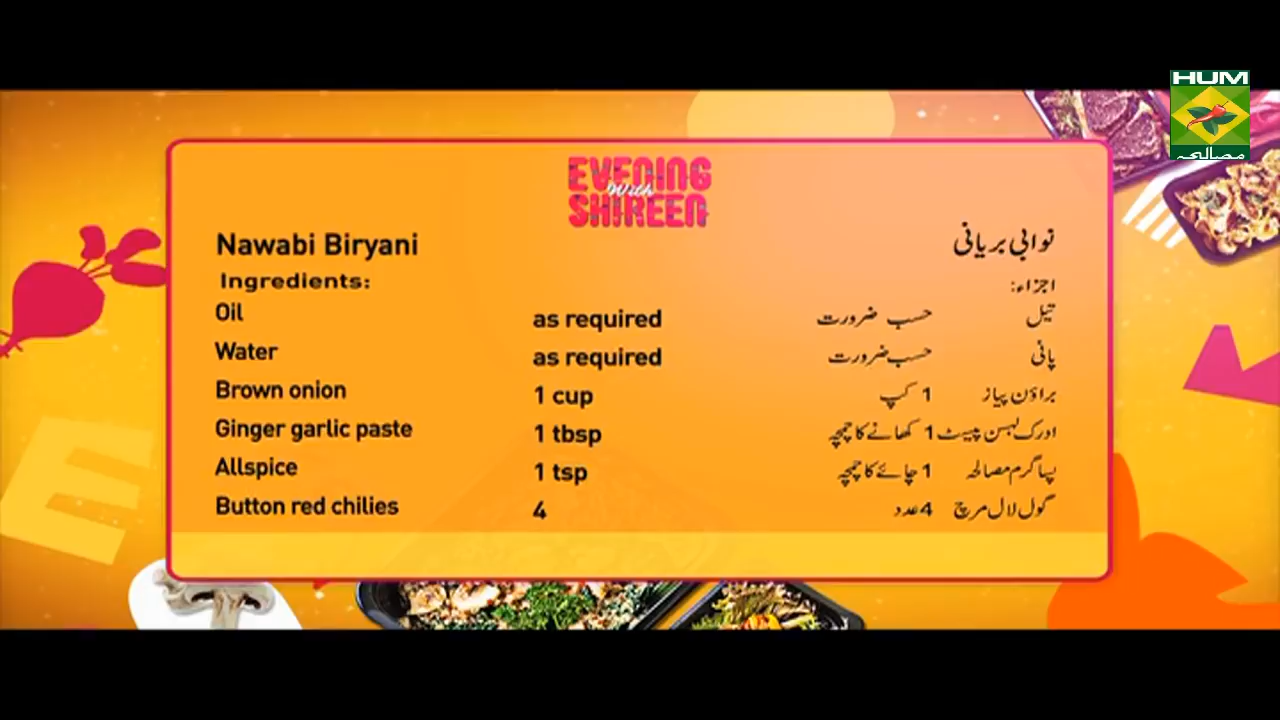 HUM
مصالحہ
EVENING
With
SHIREEN
Nawabi Biryani نوابی بریانی
Ingredients: اجزاء:
Oil as required تیل حسب ضرورت
Water as required پانی حسب ضرورت
Brown onion 1 cup براؤن پیاز 1 کپ
Ginger garlic paste 1 tbsp ادرک لہسن پیسٹ 1 کھانے کا چمچہ
Allspice 1 tsp پسا گرم مصالحہ 1 چائے کا چمچہ
Button red chilies 4 گول لال مرچ 4 عدد